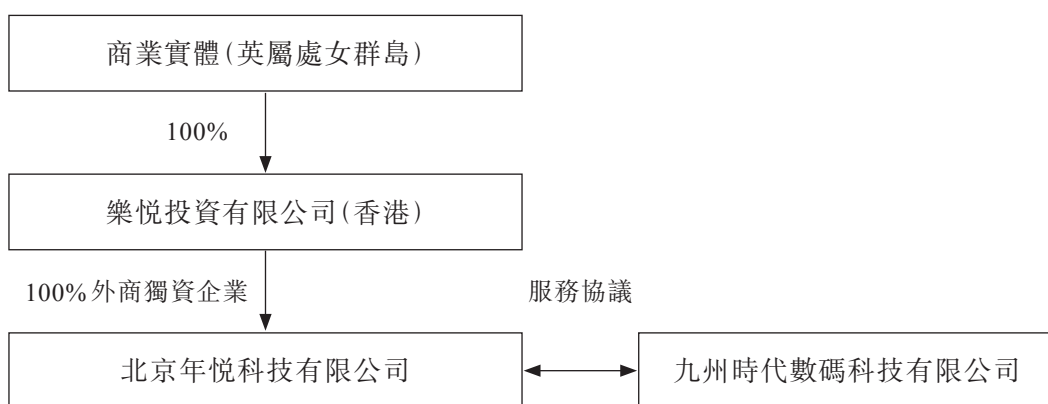 商業實體(英屬處女群島)
100%
樂悅投資有限公司(香港)
100%外商獨資企業
服務協議
北京年悅科技有限公司
九州時代數碼科技有限公司